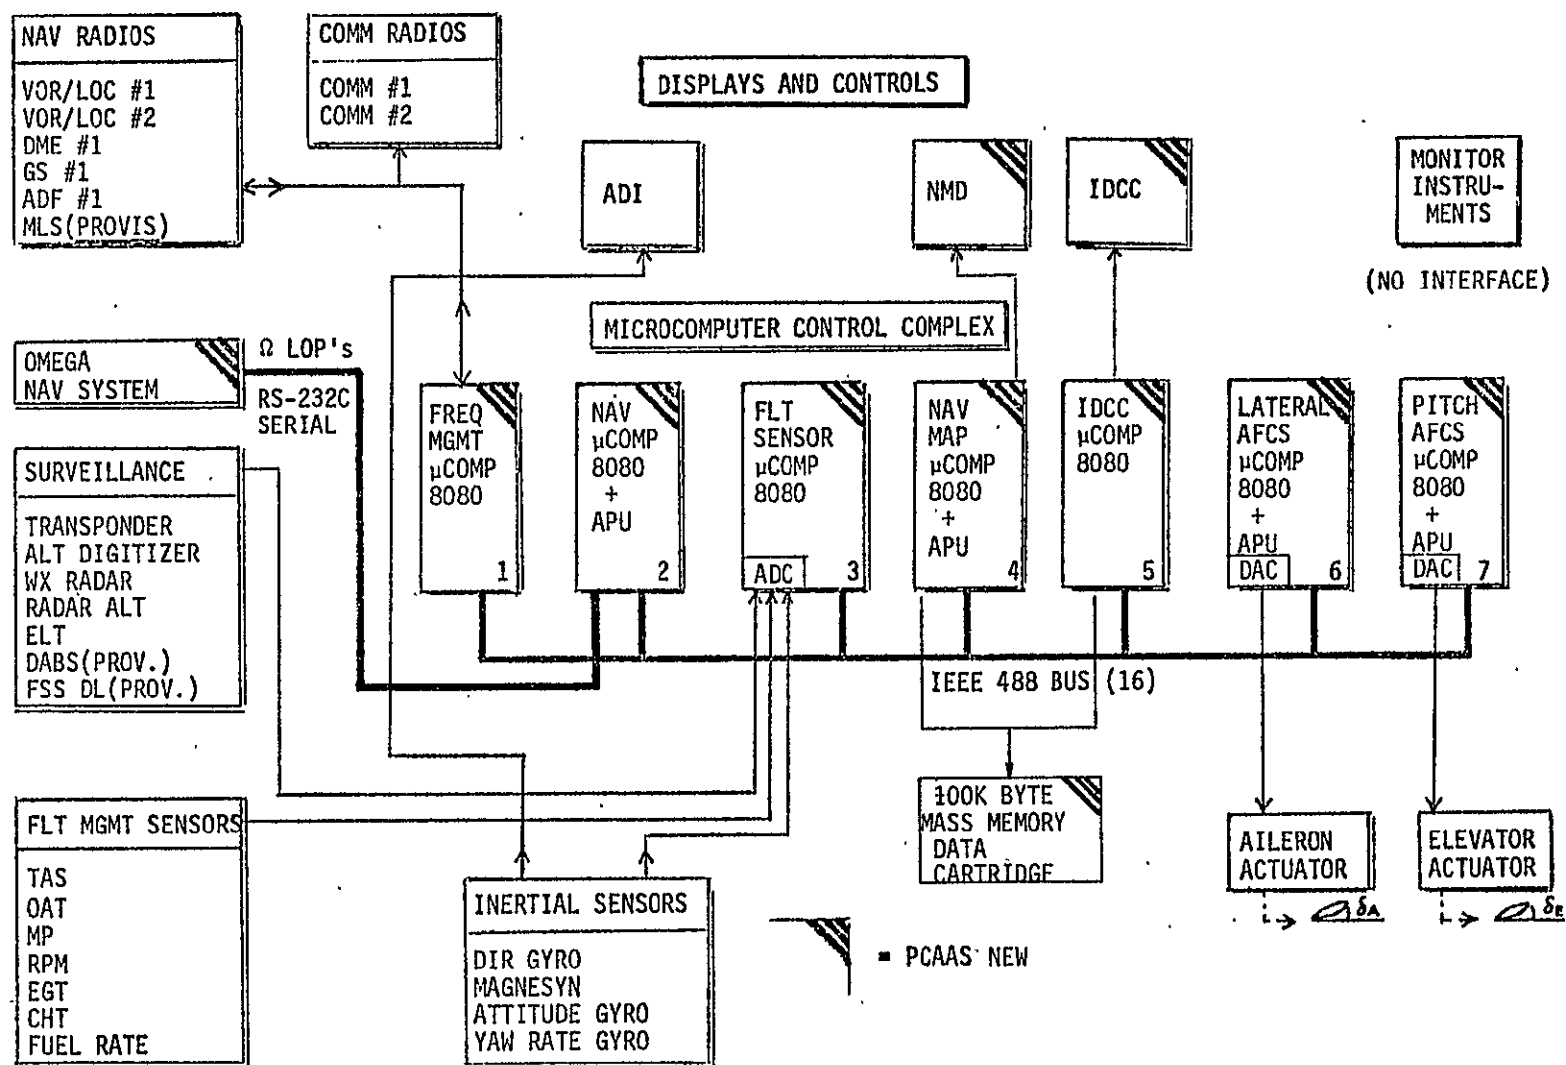 NAV RADIOS
VOR/LOC #1
VOR/LOC #2
DME #1
GS #1
ADF #1
MLS(PROVIS)
COMM RADIOS
COMM #1
COMM #2
DISPLAYS AND CONTROLS
ADI
NMD
IDCC
MONITOR
INSTRU-
MENTS
(NO INTERFACE)
MICROCOMPUTER CONTROL COMPLEX
OMEGA
NAV SYSTEM
Ω LOP's
RS-232C
SERIAL
FREQ
MGMT
μCOMP
8080
1
NAV
μCOMP
8080
+
APU
2
FLT
SENSOR
μCOMP
8080
ADC
3
NAV
MAP
μCOMP
8080
+
APU
4
IDCC
μCOMP
8080
5
LATERAL
AFCS
μCOMP
8080
+
APU
DAC
6
PITCH
AFCS
μCOMP
8080
+
APU
DAC
7
SURVEILLANCE
TRANSPONDER
ALT DIGITIZER
WX RADAR
RADAR ALT
ELT
DABS(PROV.)
FSS DL(PROV.)
IEEE 488 BUS (16)
FLT MGMT SENSORS
TAS
OAT
MP
RPM
EGT
CHT
FUEL RATE
INERTIAL SENSORS
DIR GYRO
MAGNESYN
ATTITUDE GYRO
YAW RATE GYRO
100K BYTE
MASS MEMORY
DATA
CARTRIDGE
AILERON
ACTUATOR
δA
ELEVATOR
ACTUATOR
δE
= PCAAS NEW